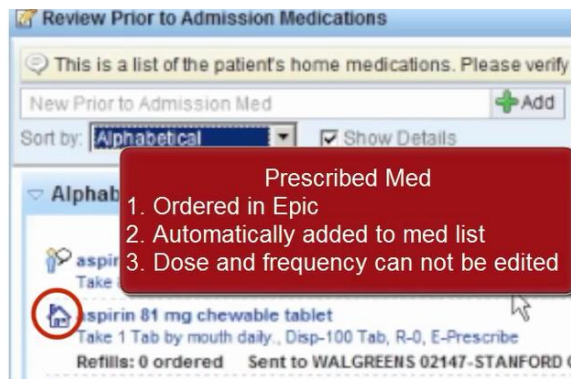 Review Prior to Admission Medications
This is a list of the patient's home medications. Please verify
New Prior to Admission Med Add
Sort by: Alphabetical Show Details
Prescribed Med
Alphab
1. Ordered in Epic
2. Automatically added to med list
3. Dose and frequency can not be edited
aspir
Take
aspirin 81 mg chewable tablet
Take 1 Tab by mouth daily., Disp-100 Tab, R-0, E-Prescribe
Refills: 0 ordered Sent to WALGREENS 02147-STANFORD